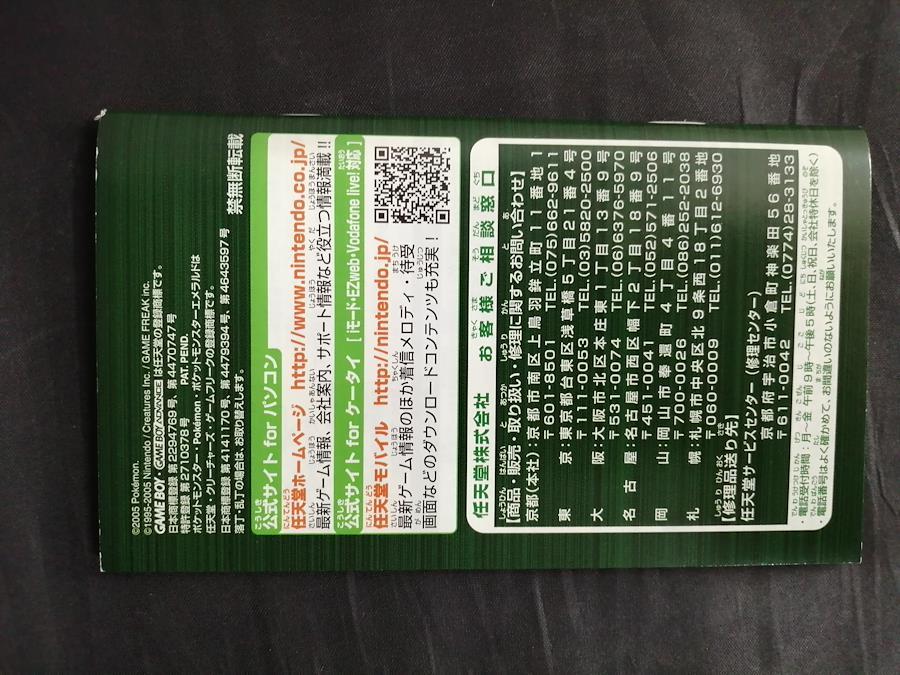 ©2005 Pokémon.
©1995-2005 Nintendo / Creatures inc. / GAME FREAK inc.
GAME BOY, GAME BOY ADVANCE は任天堂の登録商標です。
日本商標登録 第2294769号、第4470747号
特許登録 第2710378号 PAT. PEND.
ポケットモンスター・Pokémon・ポケットモンスターエメラルドは
任天堂・クリーチャーズ・ゲームフリークの登録商標です。
日本商標登録 第4141170号、第4479394号、第4643597号
落丁・乱丁の場合は、お取り替えします。
禁無断転載
公式サイト for パソコン
任天堂ホームページ http://www.nintendo.co.jp/
最新ゲーム情報、会社案内、サポート情報など役立つ情報満載!!
公式サイト for ケータイ [iモード・EZweb・Vodafone live!対応]
任天堂モバイル http://nintendo.jp/
最新ゲーム情報のほか着信メロディ・待受
画面などのダウンロードコンテンツも充実!
任天堂株式会社 お客様ご相談窓口
【商品・販売・取り扱い・修理に関するお問い合わせ】
京都(本社):京都市南区上鳥羽鉾立町11番地1
〒601-8501 TEL.(075)662-9611
東京:東京都台東区浅草橋5丁目21番4号
〒111-0053 TEL.(03)5820-2500
大阪:大阪市北区本庄東1丁目13番9号
〒531-0074 TEL.(06)6376-5970
名古屋:名古屋市西区幅下2丁目18番9号
〒451-0041 TEL.(052)571-2506
岡山:岡山市奉還町4丁目4番11号
〒700-0026 TEL.(086)252-2038
札幌:札幌市中央区北9条西18丁目2番地
〒060-0009 TEL.(011)612-6930
【修理品送り先】
任天堂サービスセンター(修理センター)
京都府宇治市小倉町神楽田56番地
〒611-0042 TEL.(0774)28-3133
・電話受付時間:月~金 午前9時~午後5時(土、日、祝日、会社特休日を除く)
・電話番号はよく確かめて、お間違いのないようにお願いいたします。